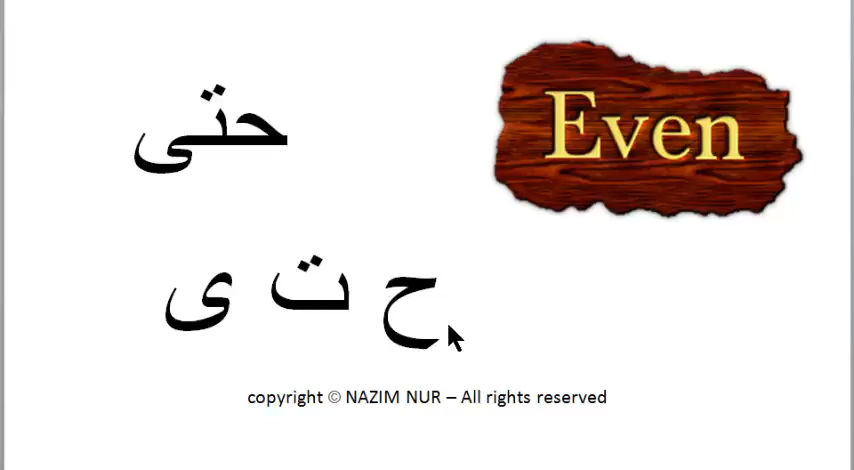 حتى
Even
ح ت ى
copyright © NAZIM NUR – All rights reserved